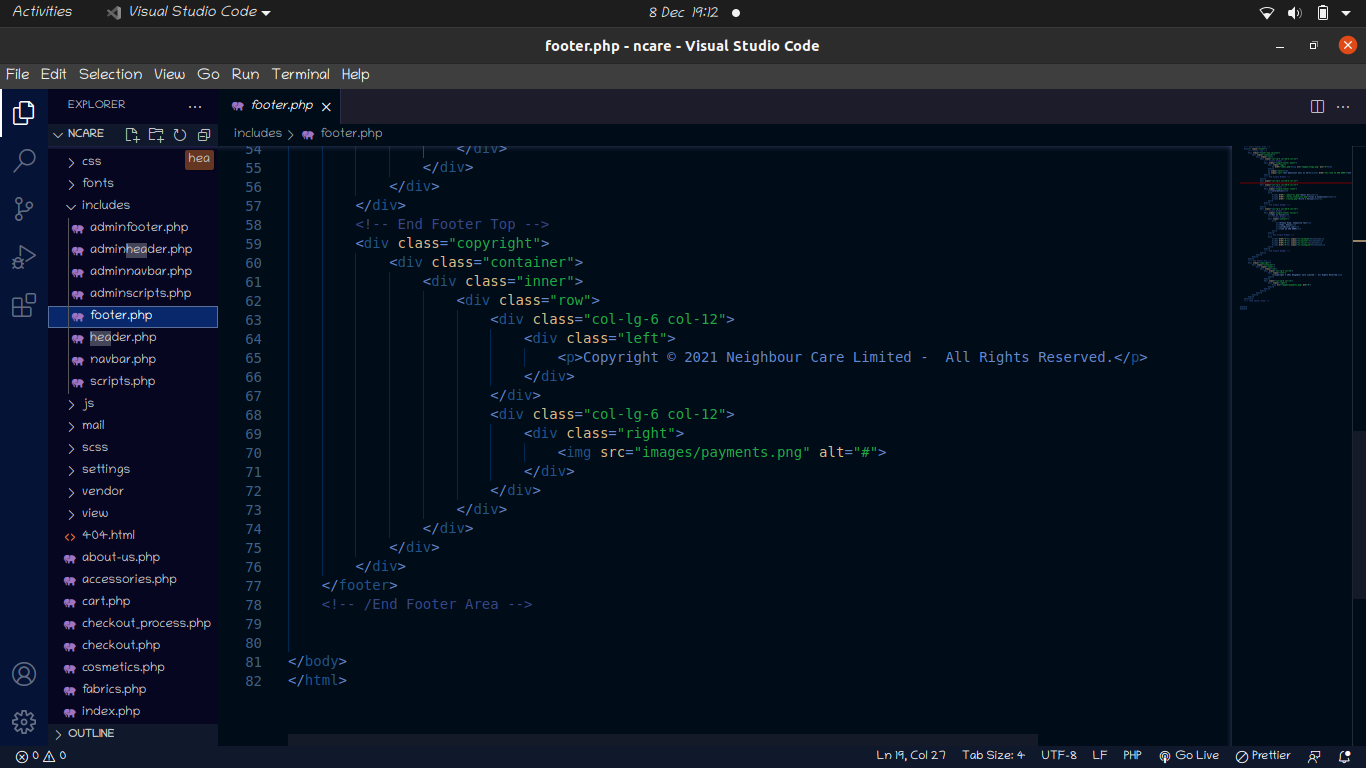 Activities Visual Studio Code 8 Dec 19:12
footer.php - ncare - Visual Studio Code
File Edit Selection View Go Run Terminal Help
EXPLORER ...
footer.php
NCARE
includes > footer.php
hea
css
fonts
includes
adminfooter.php
adminheader.php
adminnavbar.php
adminscripts.php
footer.php
header.php
navbar.php
scripts.php
js
mail
scss
settings
vendor
view
404.html
about-us.php
accessories.php
cart.php
checkout_process.php
checkout.php
cosmetics.php
fabrics.php
index.php
OUTLINE
54 </div>
55 </div>
56 </div>
57 </div>
58 <!-- End Footer Top -->
59 <div class="copyright">
60 <div class="container">
61 <div class="inner">
62 <div class="row">
63 <div class="col-lg-6 col-12">
64 <div class="left">
65 <p>Copyright © 2021 Neighbour Care Limited -  All Rights Reserved.</p>
66 </div>
67 </div>
68 <div class="col-lg-6 col-12">
69 <div class="right">
70 <img src="images/payments.png" alt="#">
71 </div>
72 </div>
73 </div>
74 </div>
75 </div>
76 </div>
77 </footer>
78 <!-- /End Footer Area -->
79
80
81 </body>
82 </html>
0 0 Ln 19, Col 27 Tab Size: 4 UTF-8 LF PHP Go Live Prettier